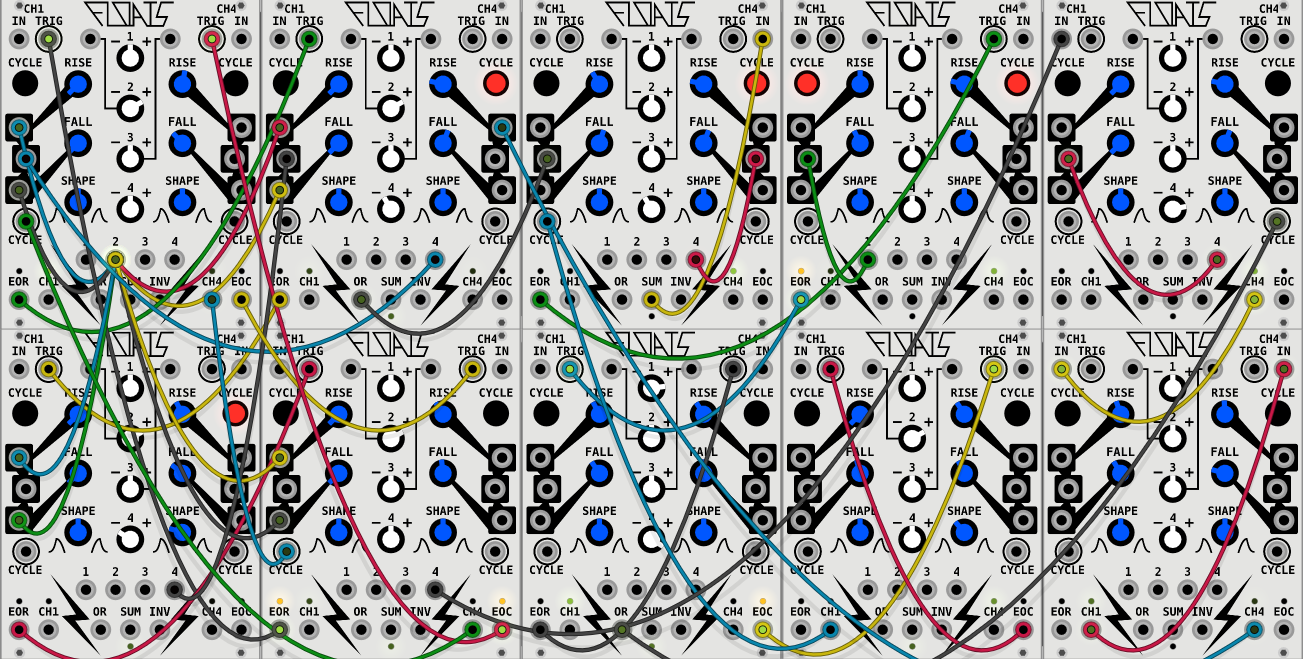 CH1 CH4 CH1 CH4 CH1 CH4 CH1 CH4 CH1 CH4
IN TRIG TRIG IN IN TRIG TRIG IN IN TRIG TRIG IN IN TRIG TRIG IN IN TRIG TRIG IN
− 1 + − 1 + − 1 + − 1 + − 1 +
CYCLE RISE RISE CYCLE CYCLE RISE RISE CYCLE CYCLE RISE RISE CYCLE CYCLE RISE RISE CYCLE CYCLE RISE RISE CYCLE
− 2 + − 2 + − 2 + − 2 + − 2 +
FALL FALL FALL FALL FALL FALL FALL FALL FALL FALL
− 3 + − 3 + − 3 + − 3 + − 3 +
SHAPE SHAPE SHAPE SHAPE SHAPE SHAPE SHAPE SHAPE SHAPE SHAPE
− 4 + − 4 + − 4 + − 4 + − 4 +
CYCLE CYCLE CYCLE CYCLE CYCLE CYCLE CYCLE CYCLE CYCLE CYCLE
2 3 4 1 2 3 4 1 2 3 4 1 2 3 4 1 2 3 4
EOR CH1 OR SUM INV CH4 EOC EOR CH1 OR SUM INV CH4 EOC EOR CH1 OR SUM INV CH4 EOC EOR CH1 OR SUM INV CH4 EOC EOR CH1 OR SUM INV CH4 EOC
CH1 CH4 CH1 CH4 CH1 CH4 CH1 CH4 CH1 CH4
IN TRIG TRIG IN IN TRIG TRIG IN IN TRIG TRIG IN IN TRIG TRIG IN IN TRIG TRIG IN
− 1 + − 1 + − 1 + − 1 + − 1 +
CYCLE RISE RISE CYCLE CYCLE RISE RISE CYCLE CYCLE RISE RISE CYCLE CYCLE RISE RISE CYCLE CYCLE RISE RISE CYCLE
− 2 + − 2 + − 2 + − 2 + − 2 +
FALL FALL FALL FALL FALL FALL FALL FALL FALL FALL
− 3 + − 3 + − 3 + − 3 + − 3 +
SHAPE SHAPE SHAPE SHAPE SHAPE SHAPE SHAPE SHAPE SHAPE SHAPE
− 4 + − 4 + − 4 + − 4 + − 4 +
CYCLE CYCLE CYCLE CYCLE CYCLE CYCLE CYCLE CYCLE CYCLE CYCLE
1 2 3 4 1 2 3 4 1 2 3 4 1 2 3 4 1 2 3 4
EOR CH1 OR SUM INV CH4 EOC EOR CH1 OR SUM INV CH4 EOC EOR CH1 OR SUM INV CH4 EOC EOR CH1 OR SUM INV CH4 EOC EOR CH1 OR SUM INV CH4 EOC